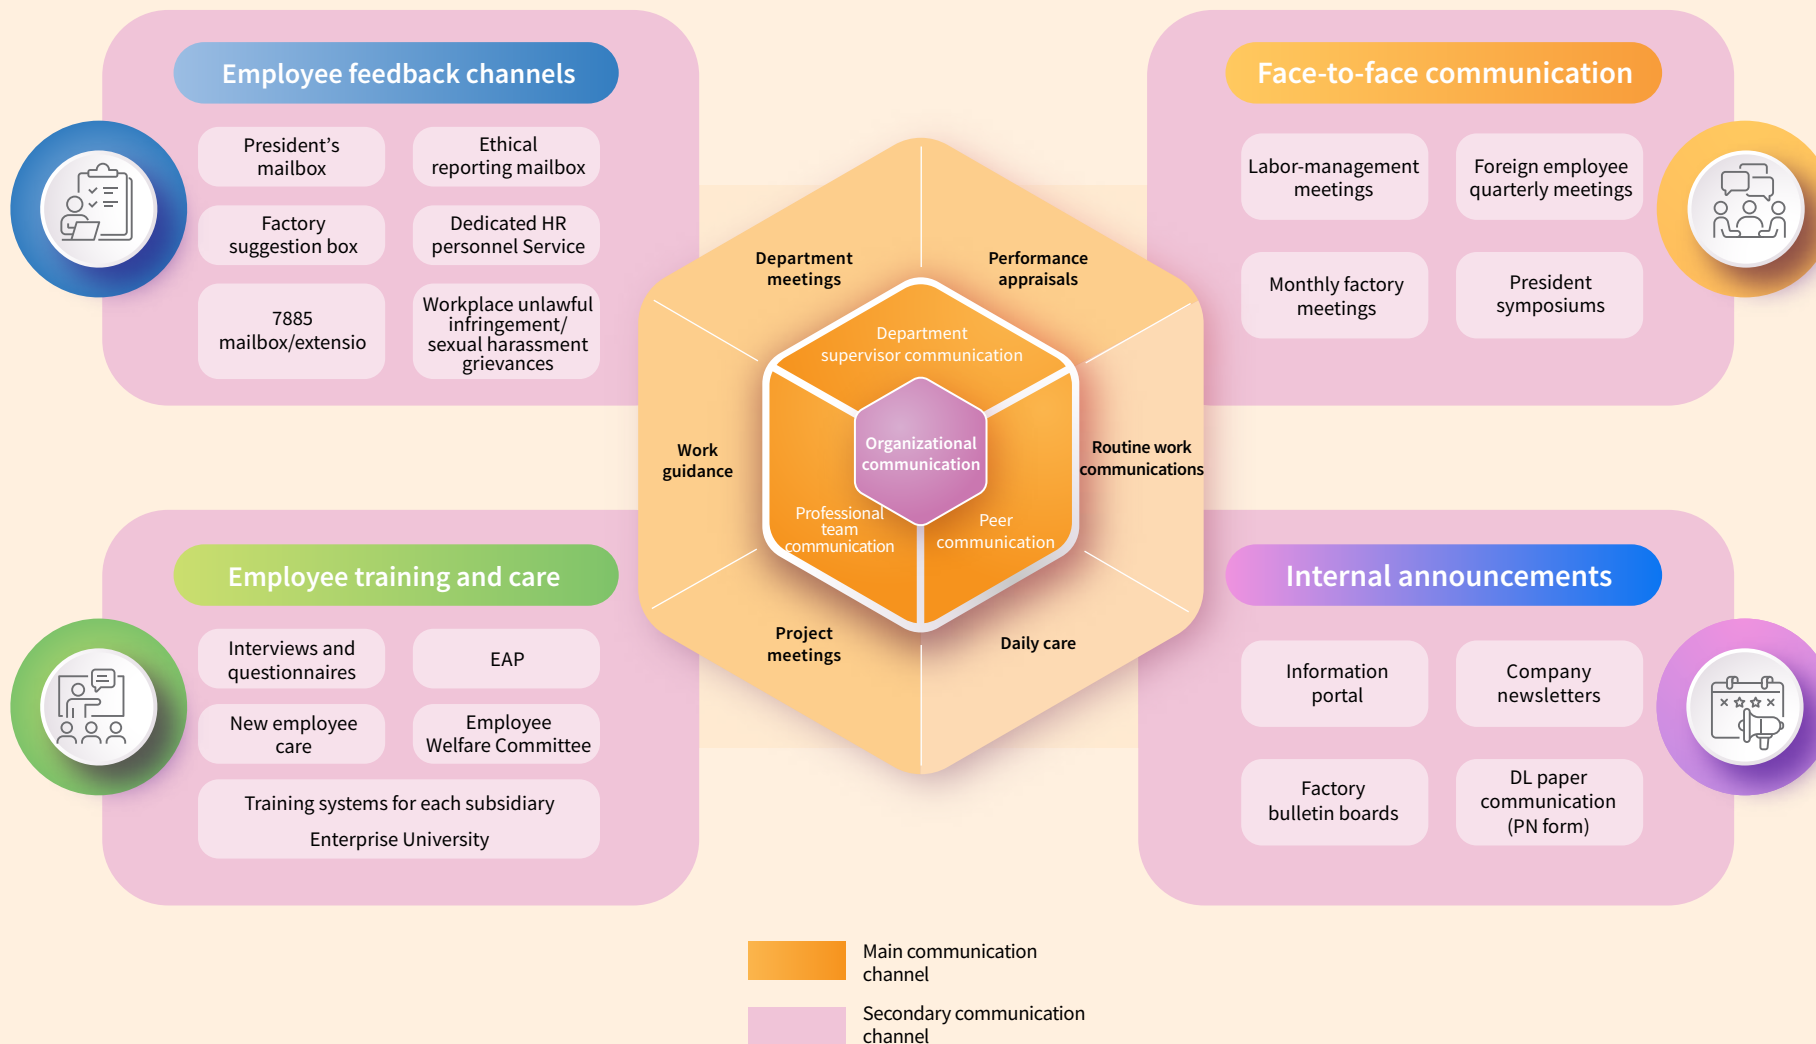 Employee feedback channels
President’s
mailbox
Ethical
reporting mailbox
Factory
suggestion box
Dedicated HR
personnel Service
7885
mailbox/extensio
Workplace unlawful
infringement/
sexual harassment
grievances
Face-to-face communication
Labor-management
meetings
Foreign employee
quarterly meetings
Monthly factory
meetings
President
symposiums
Department
meetings
Performance
appraisals
Department
supervisor communication
Organizational
communication
Work
guidance
Routine work
communications
Professional
team
communication
Peer
communication
Project
meetings
Daily care
Employee training and care
Interviews and
questionnaires
EAP
New employee
care
Employee
Welfare Committee
Training systems for each subsidiary
Enterprise University
Internal announcements
Information
portal
Company
newsletters
Factory
bulletin boards
DL paper
communication
(PN form)
Main communication
channel
Secondary communication
channel